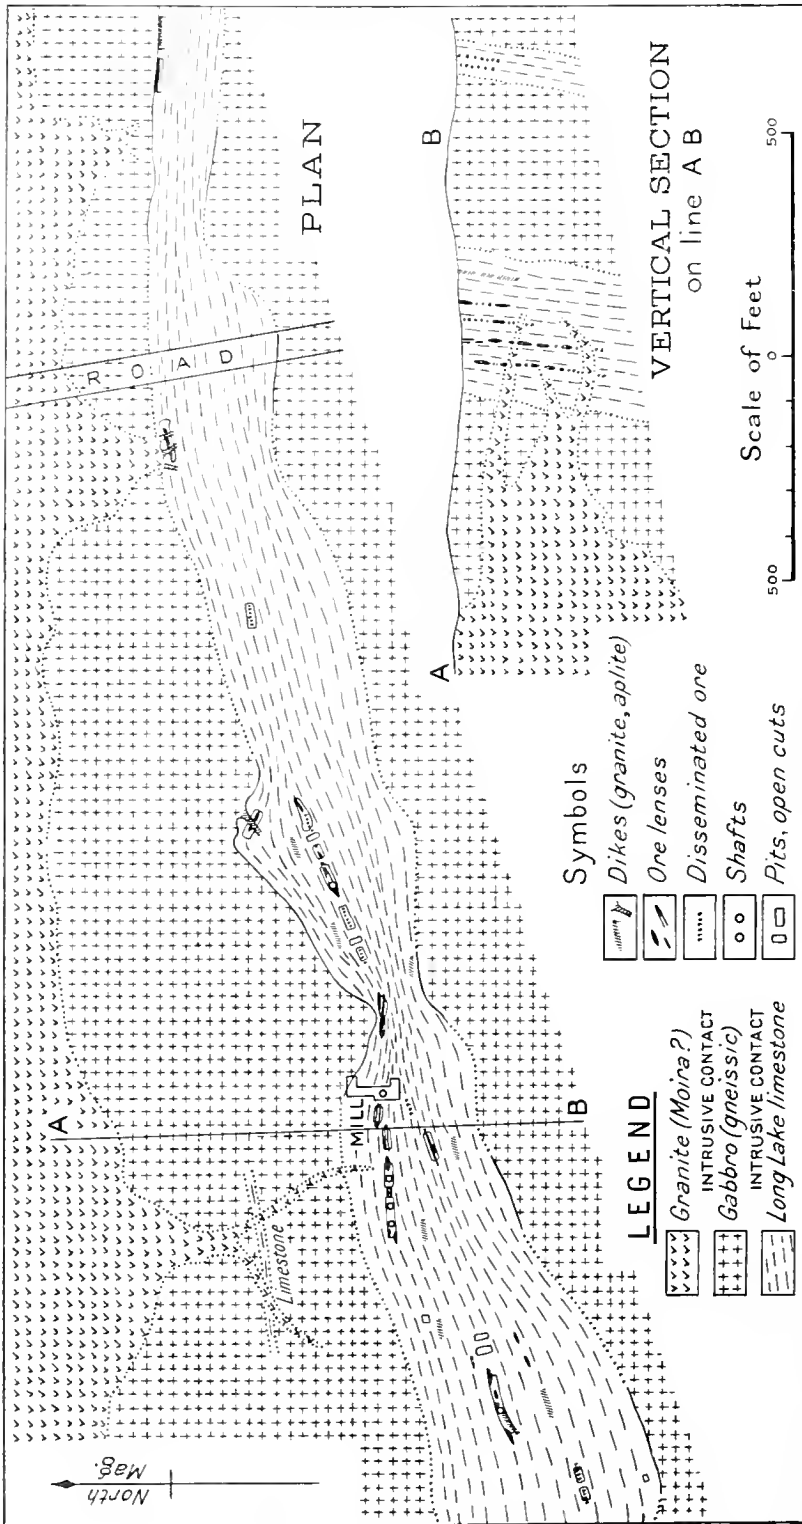 North
Mag.
A
Limestone
MILL
B
ROAD
PLAN
LEGEND
Granite (Moira?)
INTRUSIVE CONTACT
Gabbro (gneissic)
INTRUSIVE CONTACT
Long Lake limestone
Symbols
Dikes (granite, aplite)
Ore lenses
Disseminated ore
Shafts
Pits, open cuts
A
B
VERTICAL SECTION
on line A B
Scale of Feet
500
0
500